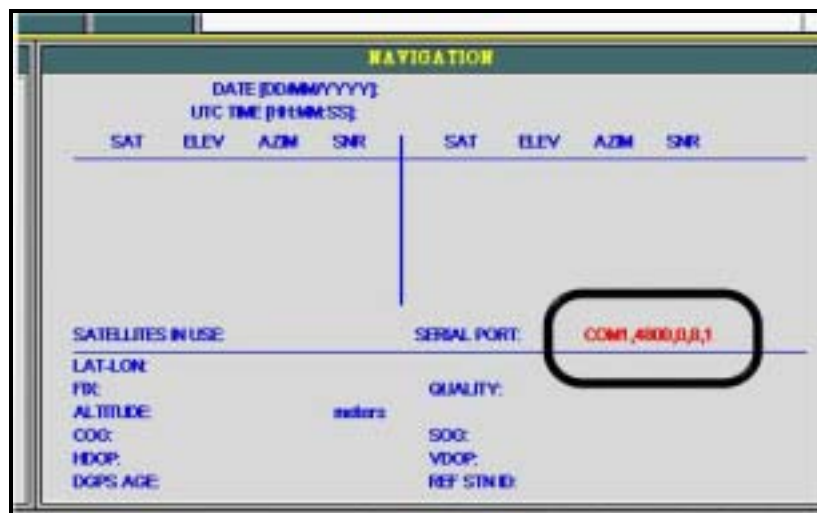 NAVIGATION
DATE [DD/MM/YYYY]:
UTC TIME [HH:MM:SS]:
SAT ELEV AZIM SNR SAT ELEV AZIM SNR
SATELLITES IN USE: SERIAL PORT: COM1,4800,0,8,1
LAT-LON:
FIX: QUALITY:
ALTITUDE: meters
COG: SOG:
HDOP: VDOP:
DGPS AGE: REF STN ID: